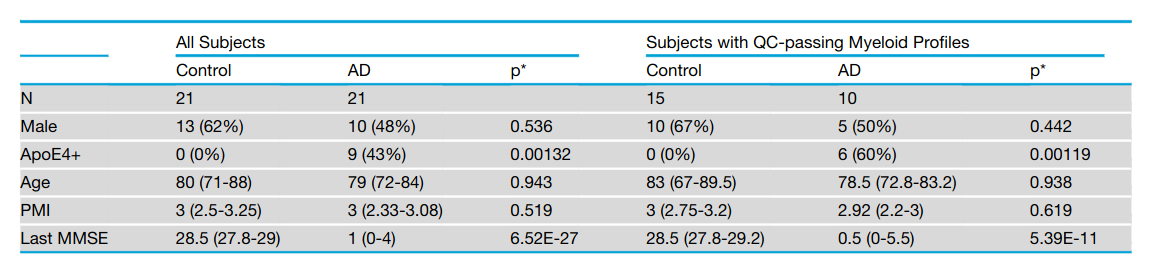 All Subjects Subjects with QC-passing Myeloid Profiles
Control AD p* Control AD p*
N 21 21 15 10
Male 13 (62%) 10 (48%) 0.536 10 (67%) 5 (50%) 0.442
ApoE4+ 0 (0%) 9 (43%) 0.00132 0 (0%) 6 (60%) 0.00119
Age 80 (71-88) 79 (72-84) 0.943 83 (67-89.5) 78.5 (72.8-83.2) 0.938
PMI 3 (2.5-3.25) 3 (2.33-3.08) 0.519 3 (2.75-3.2) 2.92 (2.2-3) 0.619
Last MMSE 28.5 (27.8-29) 1 (0-4) 6.52E-27 28.5 (27.8-29.2) 0.5 (0-5.5) 5.39E-11